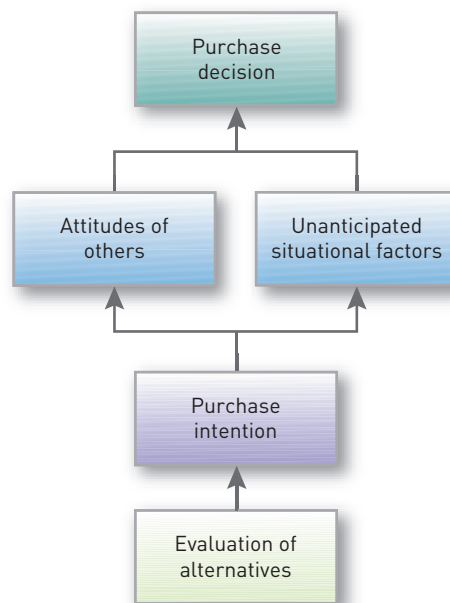 Purchase
decision
Attitudes of
others
Unanticipated
situational factors
Purchase
intention
Evaluation of
alternatives